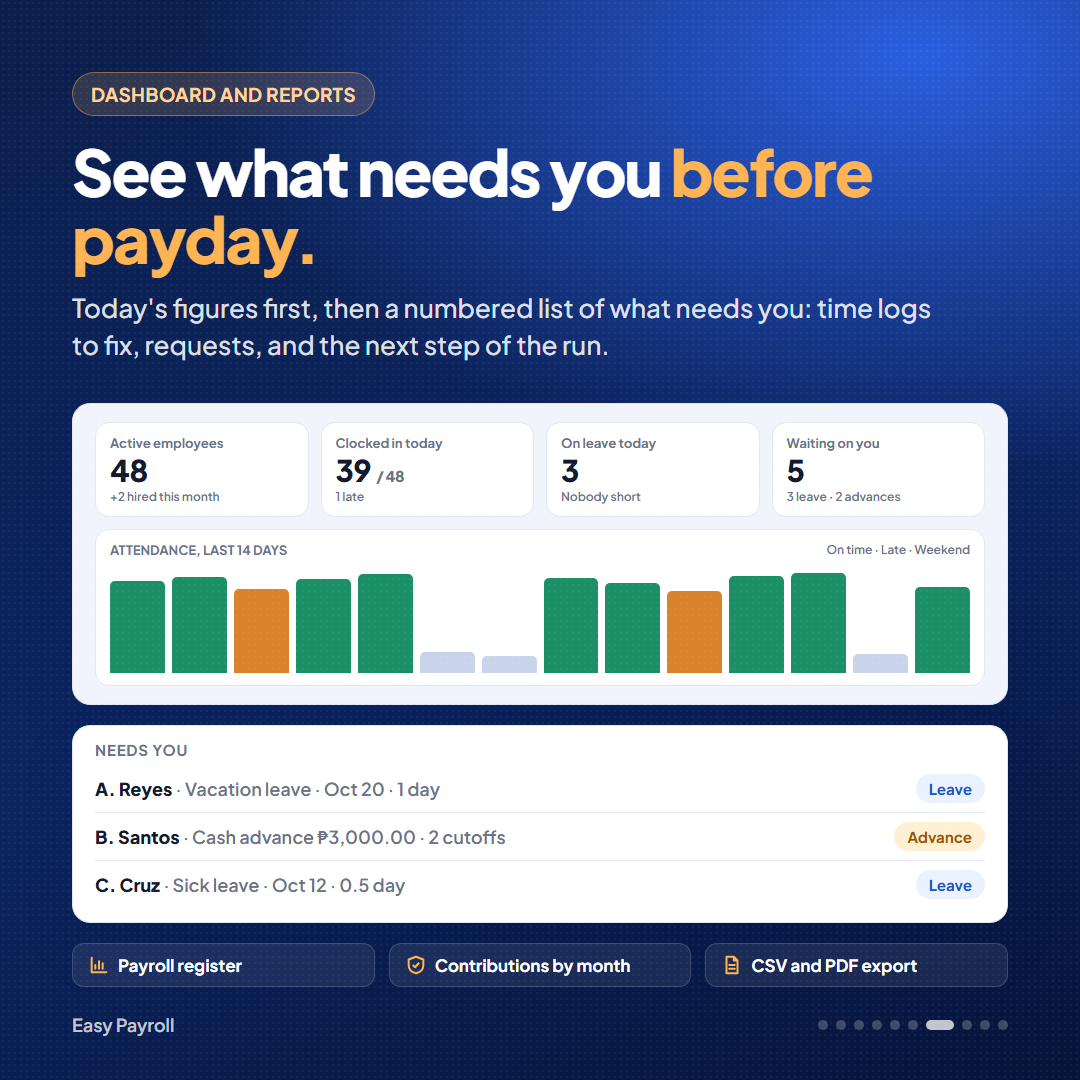 DASHBOARD AND REPORTS
See what needs you before
payday.
Today's figures first, then a numbered list of what needs you: time logs
to fix, requests, and the next step of the run.
Active employees
48
+2 hired this month
Clocked in today
39 / 48
1 late
On leave today
3
Nobody short
Waiting on you
5
3 leave · 2 advances
ATTENDANCE, LAST 14 DAYS
On time · Late · Weekend
NEEDS YOU
A. Reyes · Vacation leave · Oct 20 · 1 day
Leave
B. Santos · Cash advance ₱3,000.00 · 2 cutoffs
Advance
C. Cruz · Sick leave · Oct 12 · 0.5 day
Leave
Payroll register
Contributions by month
CSV and PDF export
Easy Payroll